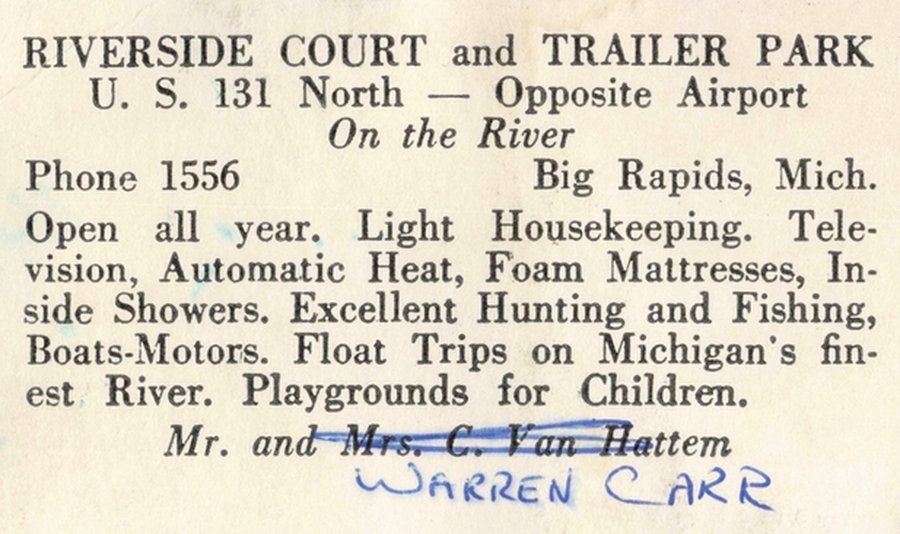 RIVERSIDE COURT and TRAILER PARK
U. S. 131 North — Opposite Airport
On the River
Phone 1556 Big Rapids, Mich.
Open all year. Light Housekeeping. Tele-
vision, Automatic Heat, Foam Mattresses, In-
side Showers. Excellent Hunting and Fishing,
Boats-Motors. Float Trips on Michigan's fin-
est River. Playgrounds for Children.
Mr. and Mrs. C. Van Hattem
WARREN CARR